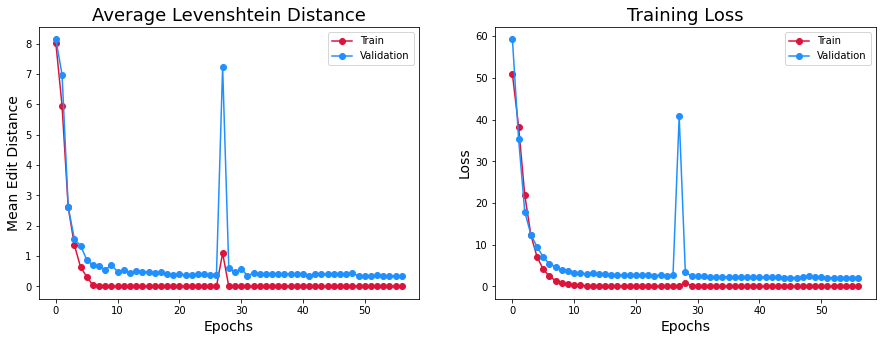 Average Levenshtein Distance
Mean Edit Distance
8
7
6
5
4
3
2
1
0
0 10 20 30 40 50
Epochs
Train
Validation
Training Loss
Loss
60
50
40
30
20
10
0
0 10 20 30 40 50
Epochs
Train
Validation